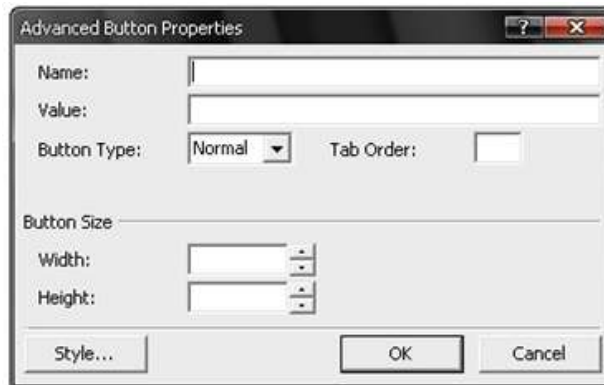 Advanced Button Properties ?
Name:
Value:
Button Type: Normal Tab Order:
Button Size
Width:
Height:
Style... OK Cancel